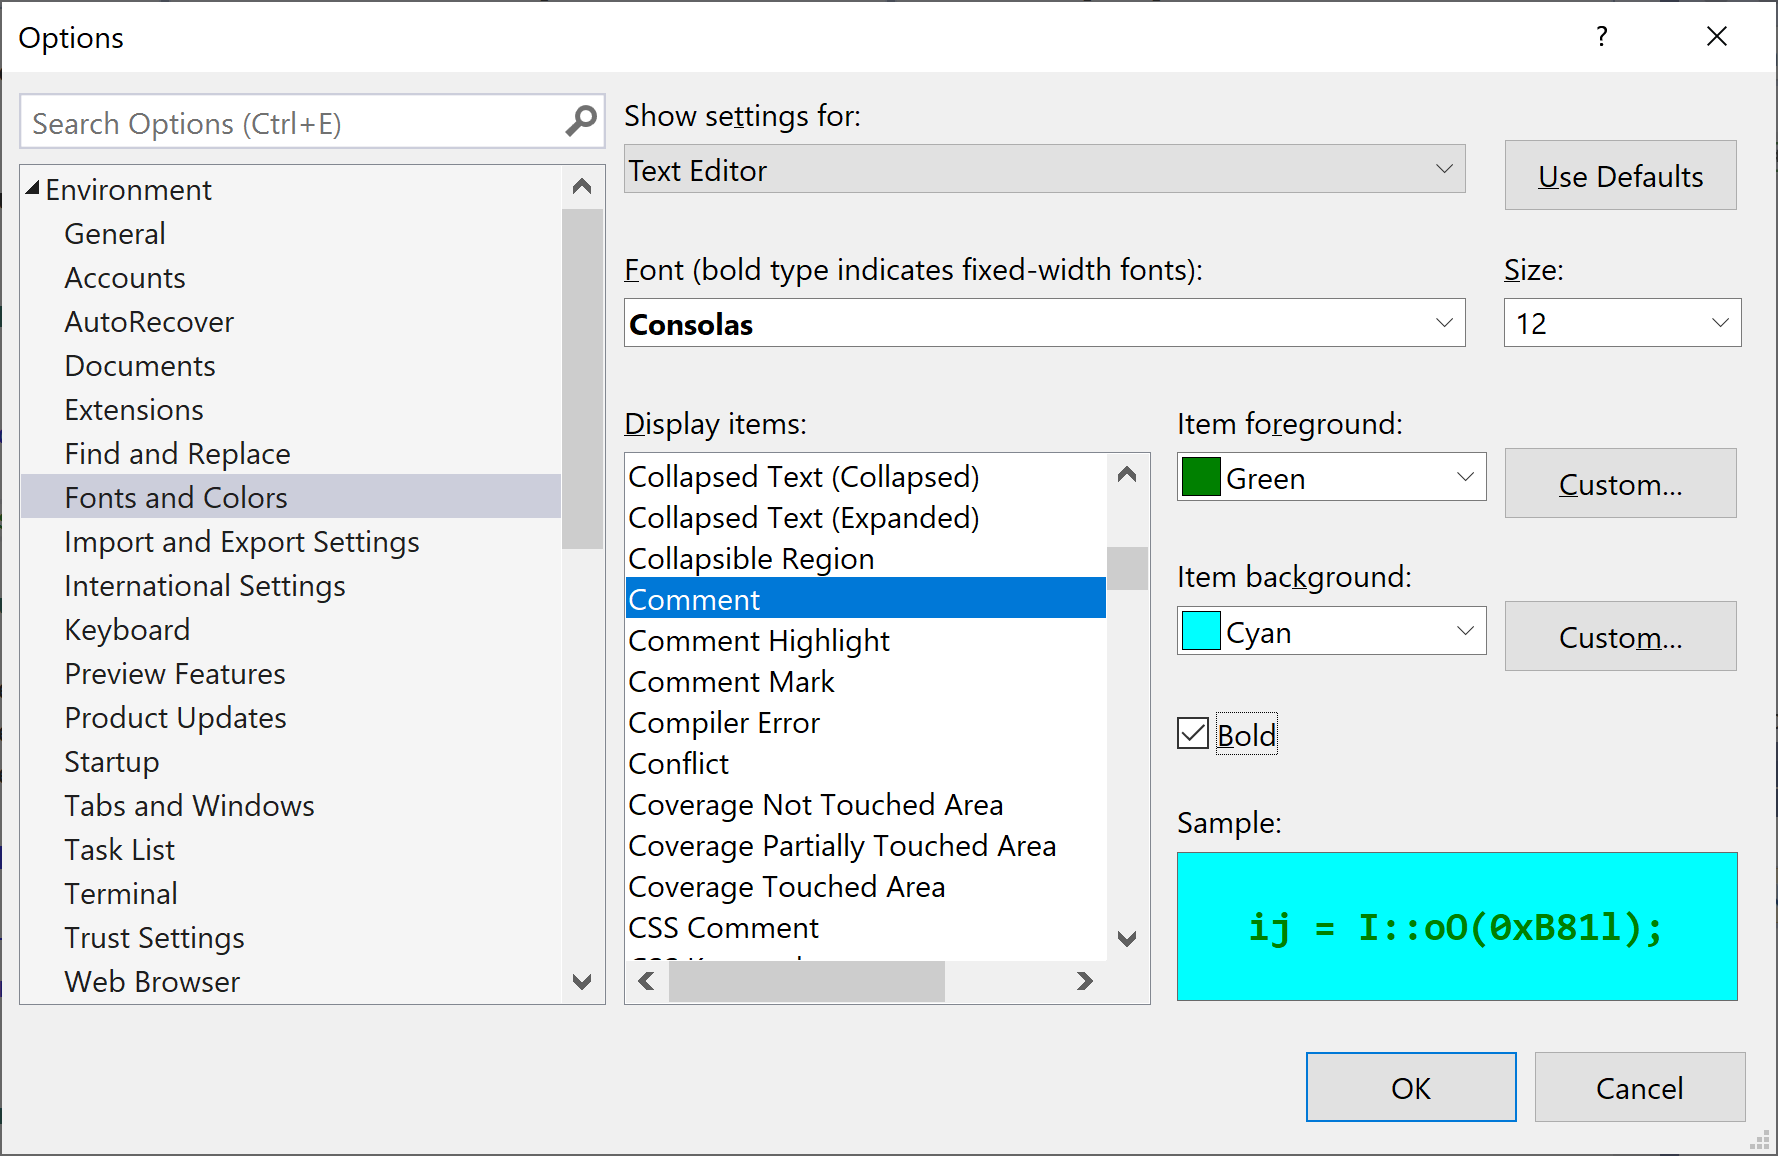 Options
?
Search Options (Ctrl+E)
Environment
General
Accounts
AutoRecover
Documents
Extensions
Find and Replace
Fonts and Colors
Import and Export Settings
International Settings
Keyboard
Preview Features
Product Updates
Startup
Tabs and Windows
Task List
Terminal
Trust Settings
Web Browser
Show settings for:
Text Editor
Use Defaults
Font (bold type indicates fixed-width fonts):
Consolas
Size:
12
Display items:
Collapsed Text (Collapsed)
Collapsed Text (Expanded)
Collapsible Region
Comment
Comment Highlight
Comment Mark
Compiler Error
Conflict
Coverage Not Touched Area
Coverage Partially Touched Area
Coverage Touched Area
CSS Comment
Item foreground:
Green
Custom...
Item background:
Cyan
Custom...
Bold
Sample:
ij = I::oO(0xB81l);
OK
Cancel